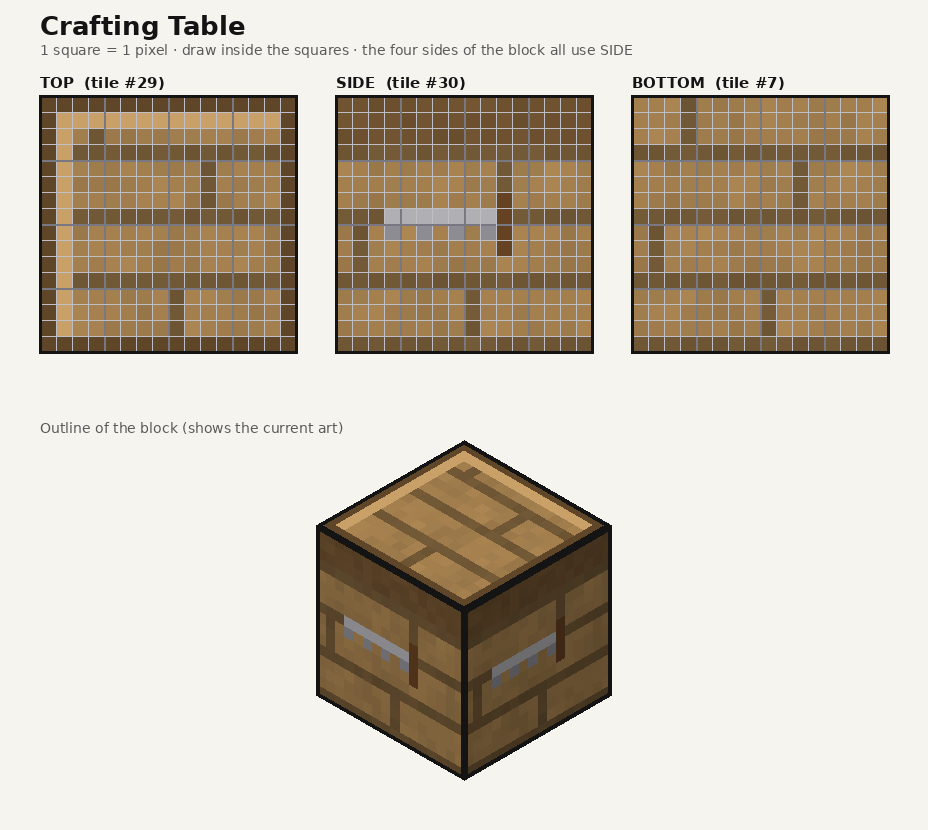 Crafting Table
1 square = 1 pixel · draw inside the squares · the four sides of the block all use SIDE
TOP (tile #29)
SIDE (tile #30)
BOTTOM (tile #7)
Outline of the block (shows the current art)